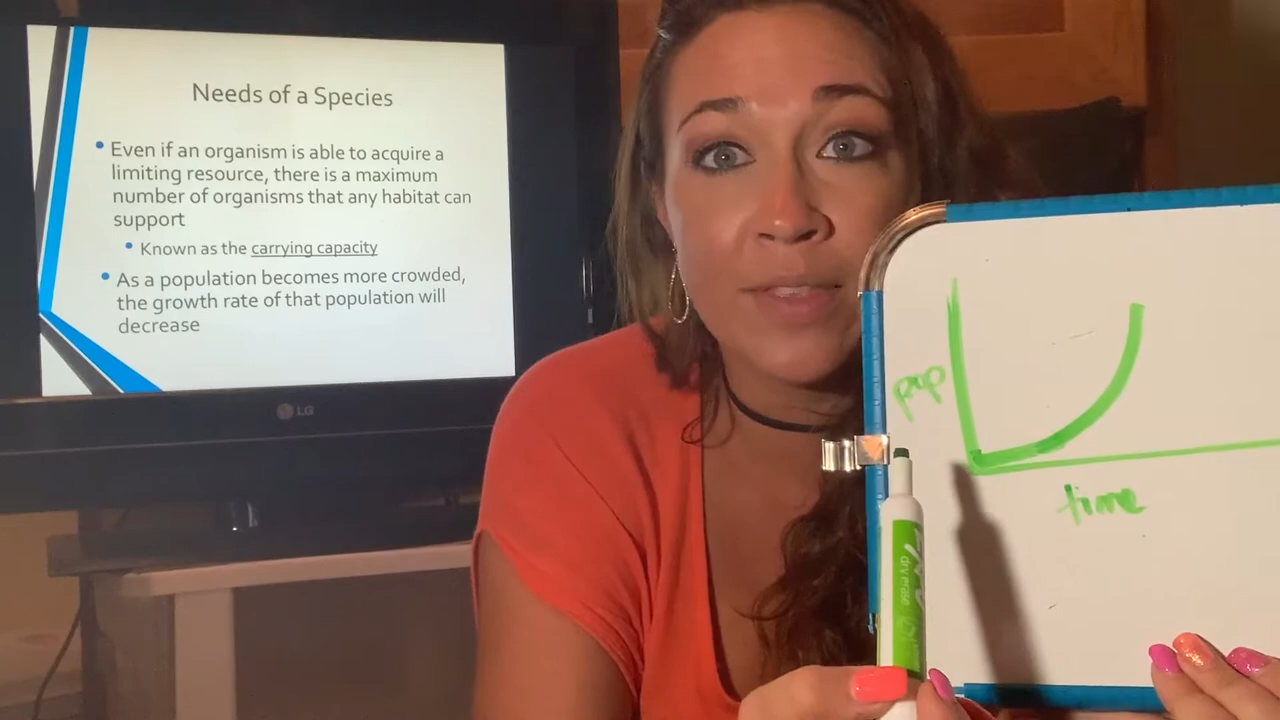 Needs of a Species
• Even if an organism is able to acquire a
limiting resource, there is a maximum
number of organisms that any habitat can
support
• Known as the carrying capacity
• As a population becomes more crowded,
the growth rate of that population will
decrease
LG
pop
time
EXPO
dry erase